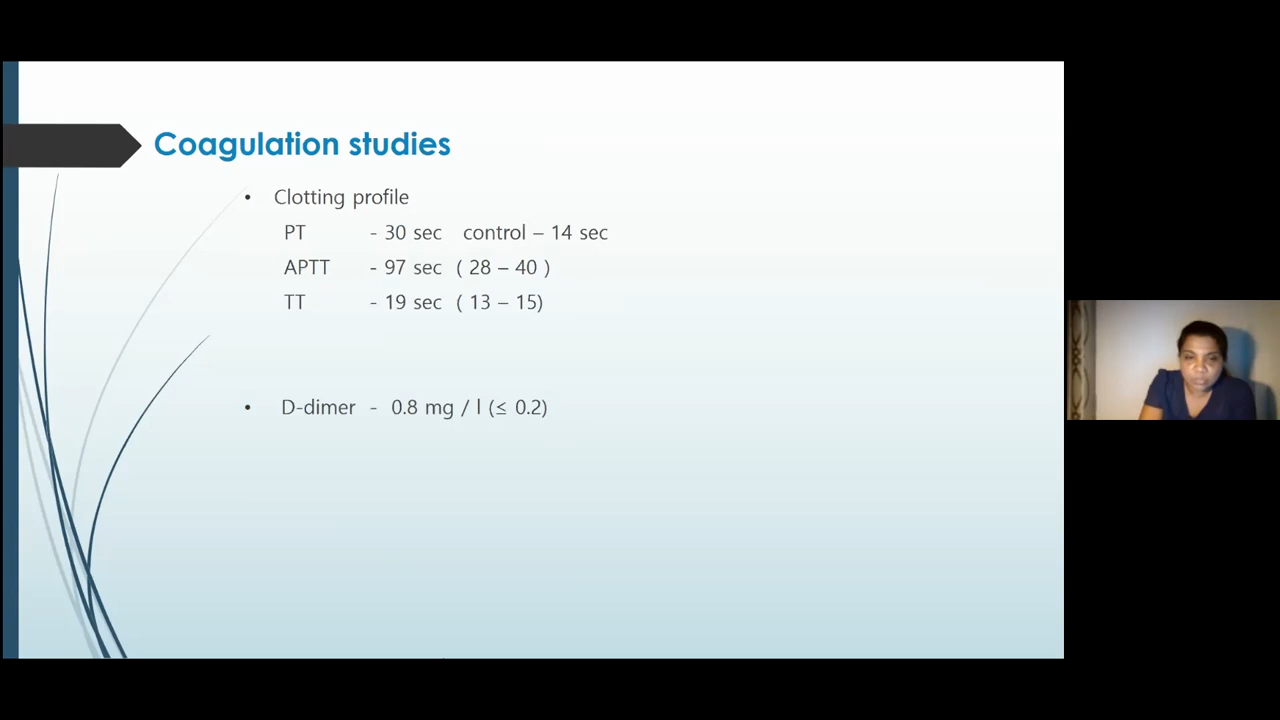 Coagulation studies
• Clotting profile
PT - 30 sec control – 14 sec
APTT - 97 sec ( 28 – 40 )
TT - 19 sec ( 13 – 15)
• D-dimer - 0.8 mg / l (≤ 0.2)